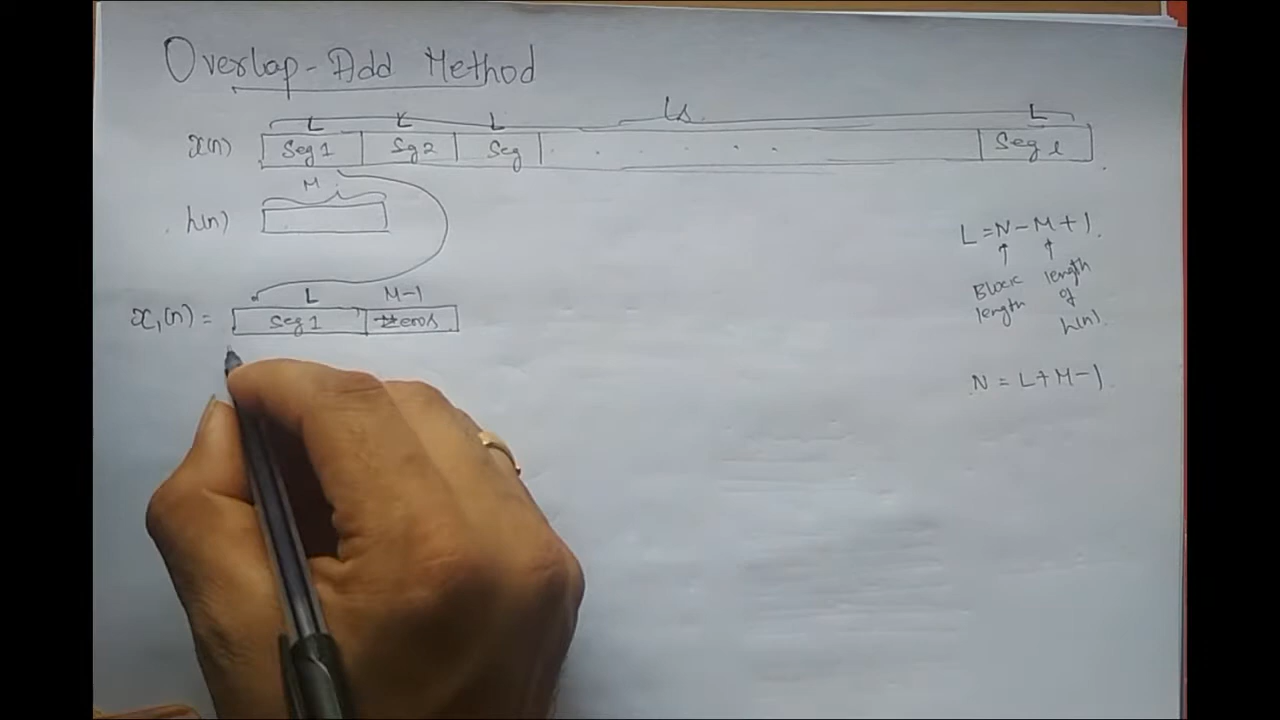 Overlap-Add Method
Ls
L L L L
x(n) Seg 1 Sg 2 Seg . . . . . . Seg l
M
h(n)
L = N - M + 1
Block length length of h(n)
L M-1
x₁(n) = Seg 1 Zeros
N = L + M - 1